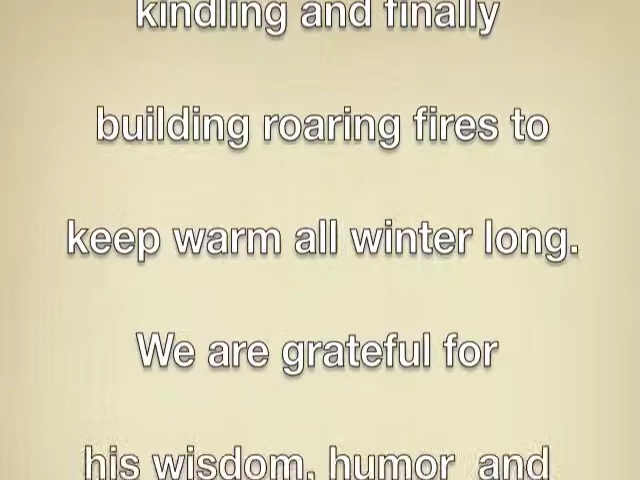 kindling and finally
building roaring fires to
keep warm all winter long.
We are grateful for
his wisdom, humor and